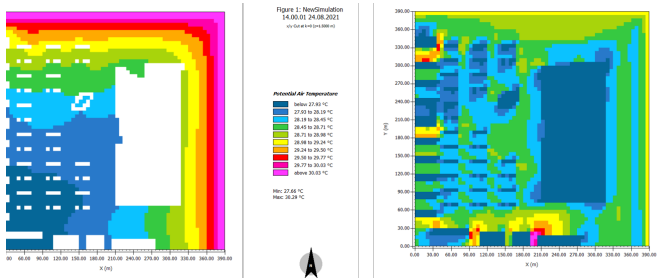 Figure 1: NewSimulation
14.00.01 24.08.2021
x/y Cut at k=4 (z=1.8000 m)
Potential Air Temperature
below 27.93 °C
27.93 to 28.19 °C
28.19 to 28.45 °C
28.45 to 28.71 °C
28.71 to 28.98 °C
28.98 to 29.24 °C
29.24 to 29.50 °C
29.50 to 29.77 °C
29.77 to 30.03 °C
above 30.03 °C
Min: 27.66 °C
Max: 30.29 °C
00 60.00 90.00 120.00 150.00 180.00 210.00 240.00 270.00 300.00 330.00 360.00 390.00
X (m)
N
Y (m)
390.00
360.00
330.00
300.00
270.00
240.00
210.00
180.00
150.00
120.00
90.00
60.00
30.00
0.00
0.00 30.00 60.00 90.00 120.00 150.00 180.00 210.00 240.00 270.00 300.00 330.00 360.00 390.00
X (m)